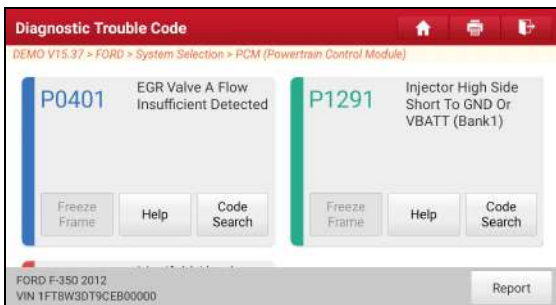 Diagnostic Trouble Code
DEMO V15.37 > FORD > System Selection > PCM (Powertrain Control Module)
P0401
EGR Valve A Flow
Insufficient Detected
Freeze
Frame
Help
Code
Search
P1291
Injector High Side
Short To GND Or
VBATT (Bank1)
Freeze
Frame
Help
Code
Search
FORD F-350 2012
VIN 1FT8W3DT9CEB00000
Report